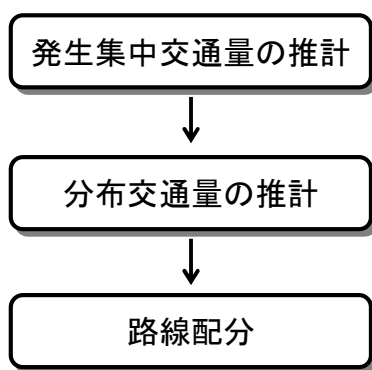 発生集中交通量の推計
分布交通量の推計
路線配分